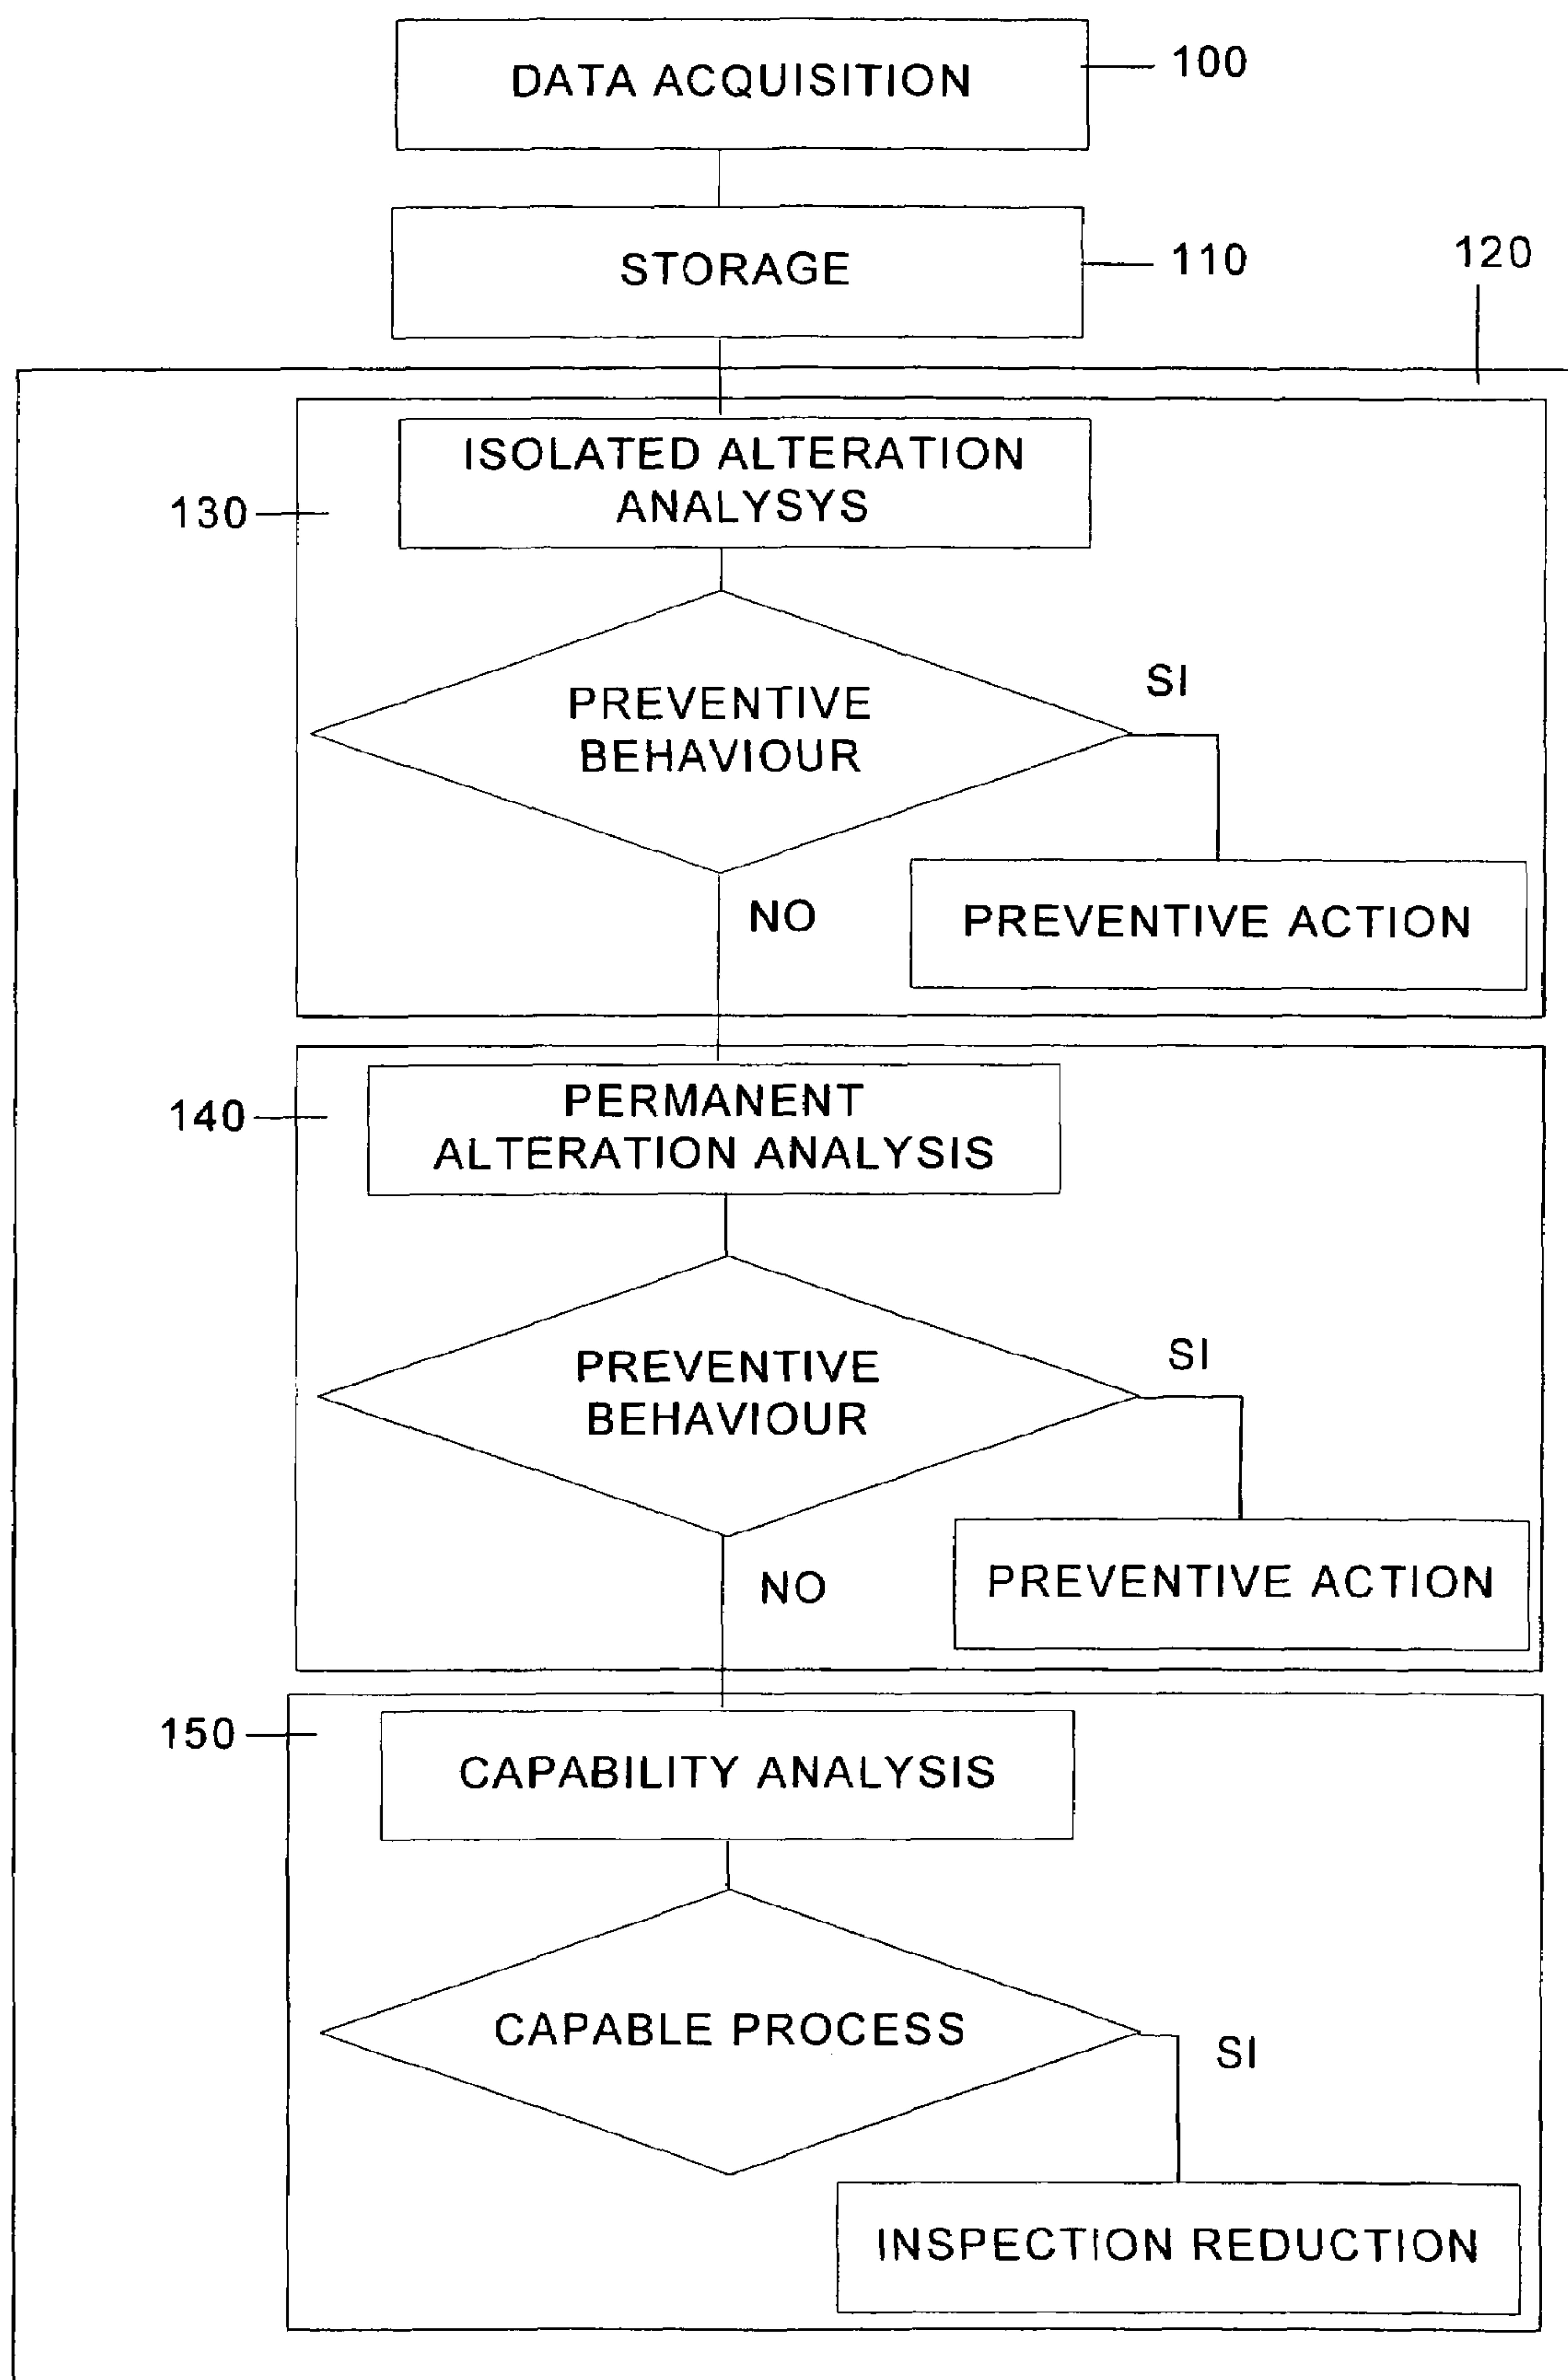 DATA ACQUISITION
100
STORAGE
110
120
ISOLATED ALTERATION
ANALYSYS
130
PREVENTIVE
BEHAVIOUR
SI
NO
PREVENTIVE ACTION
PERMANENT
ALTERATION ANALYSIS
140
PREVENTIVE
BEHAVIOUR
SI
NO
PREVENTIVE ACTION
150
CAPABILITY ANALYSIS
CAPABLE PROCESS
SI
INSPECTION REDUCTION